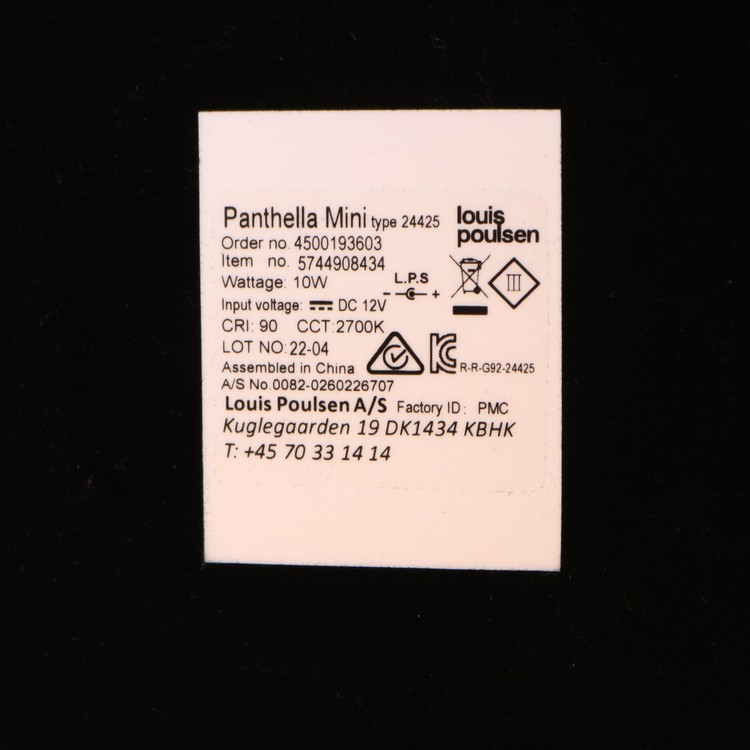 Panthella Mini type 24425
louis
poulsen
Order no. 4500193603
Item no. 5744908434
Wattage: 10W
L.P.S
- +
III
Input voltage: DC 12V
CRI: 90 CCT:2700K
LOT NO: 22-04
Assembled in China
R-R-G92-24425
A/S No.0082-0260226707
Louis Poulsen A/S Factory ID: PMC
Kuglegaarden 19 DK1434 KBHK
T: +45 70 33 14 14